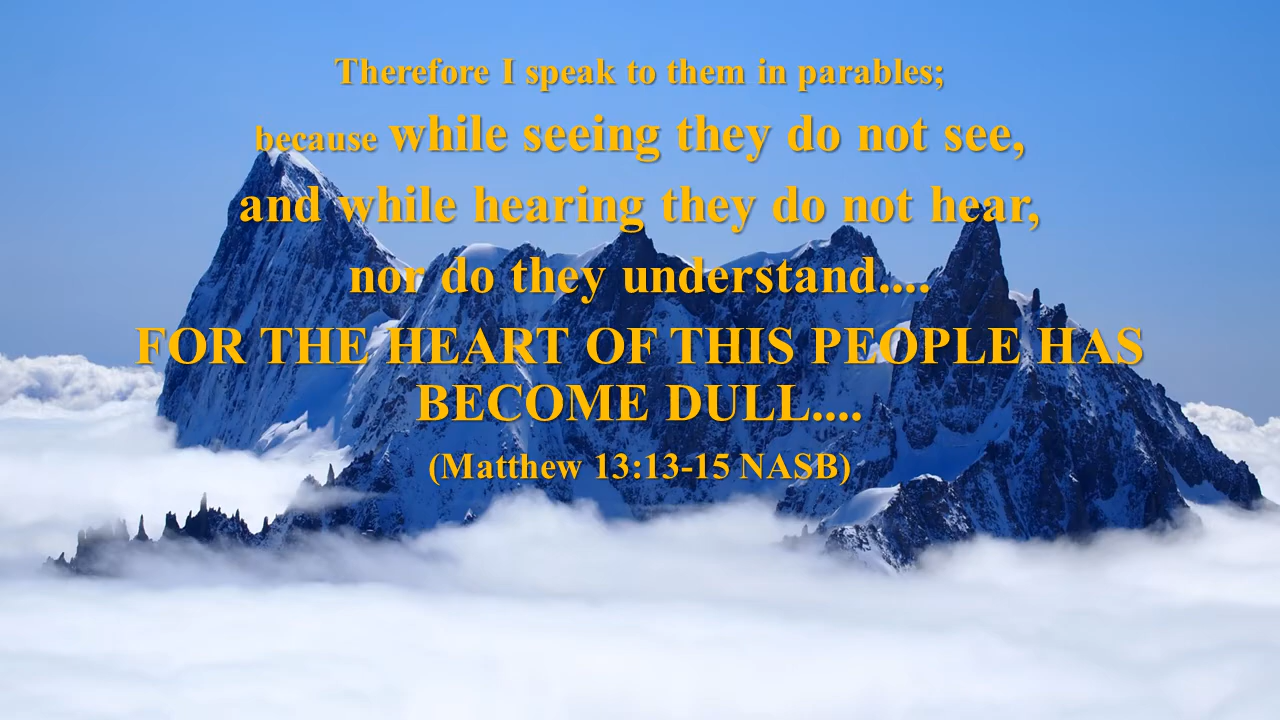 Therefore I speak to them in parables;
because while seeing they do not see,
and while hearing they do not hear,
nor do they understand....
FOR THE HEART OF THIS PEOPLE HAS
BECOME DULL....
(Matthew 13:13-15 NASB)